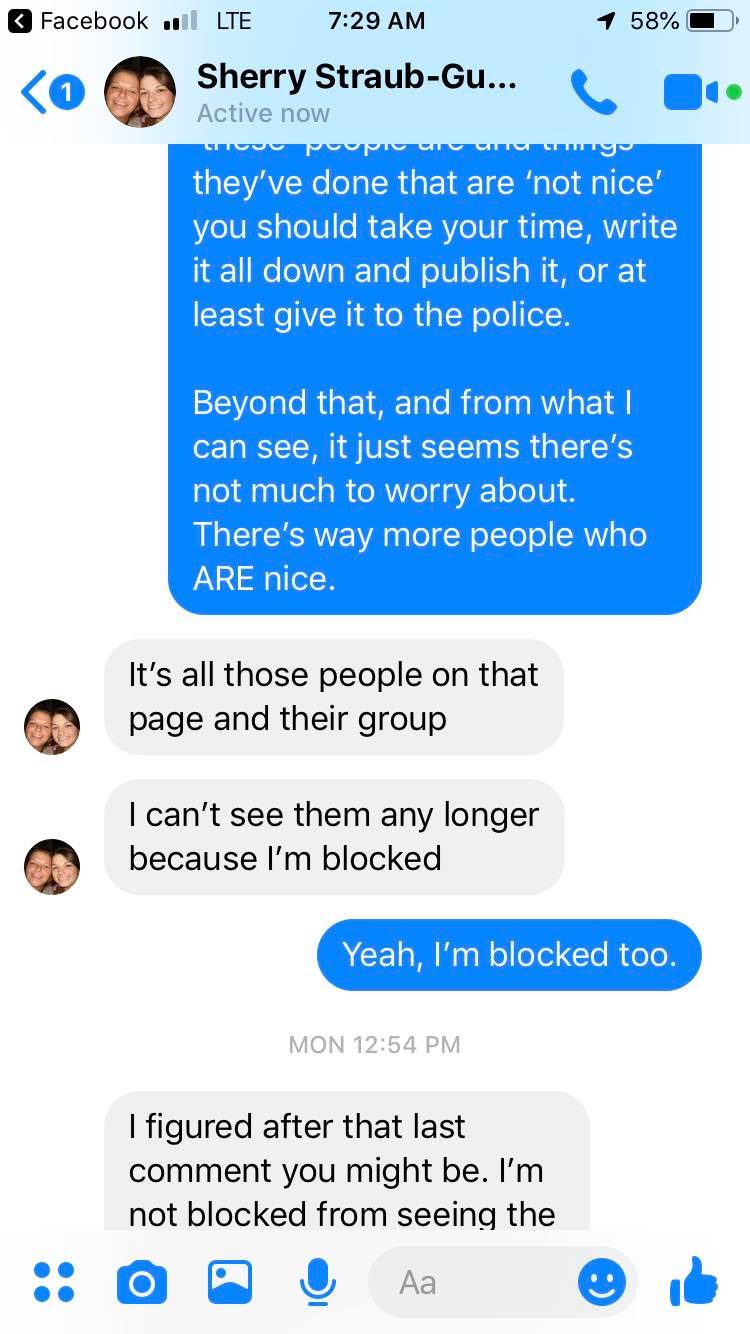 Facebook LTE 7:29 AM 58%
1 Sherry Straub-Gu...
Active now
these people are and things
they’ve done that are ‘not nice’
you should take your time, write
it all down and publish it, or at
least give it to the police.
Beyond that, and from what I
can see, it just seems there’s
not much to worry about.
There’s way more people who
ARE nice.
It’s all those people on that
page and their group
I can’t see them any longer
because I’m blocked
Yeah, I’m blocked too.
MON 12:54 PM
I figured after that last
comment you might be. I’m
not blocked from seeing the
Aa